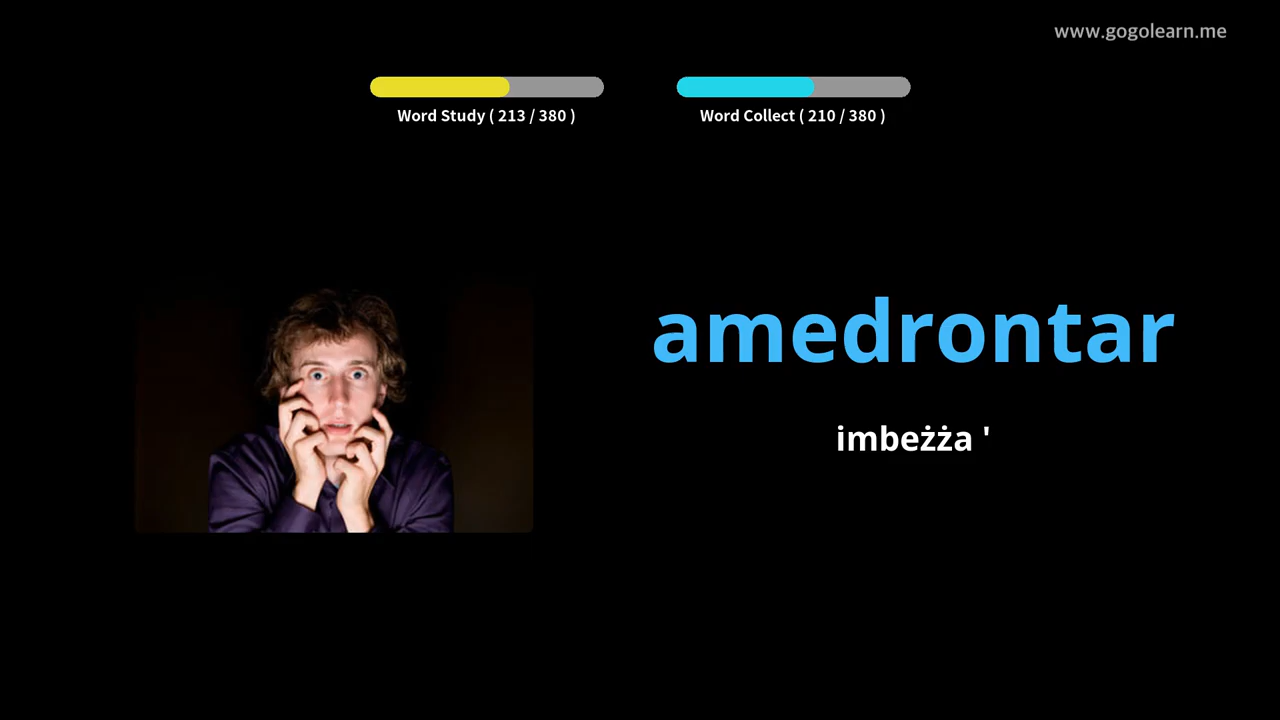 www.gogolearn.me
Word Study ( 213 / 380 )
Word Collect ( 210 / 380 )
amedrontar
imbeżża '